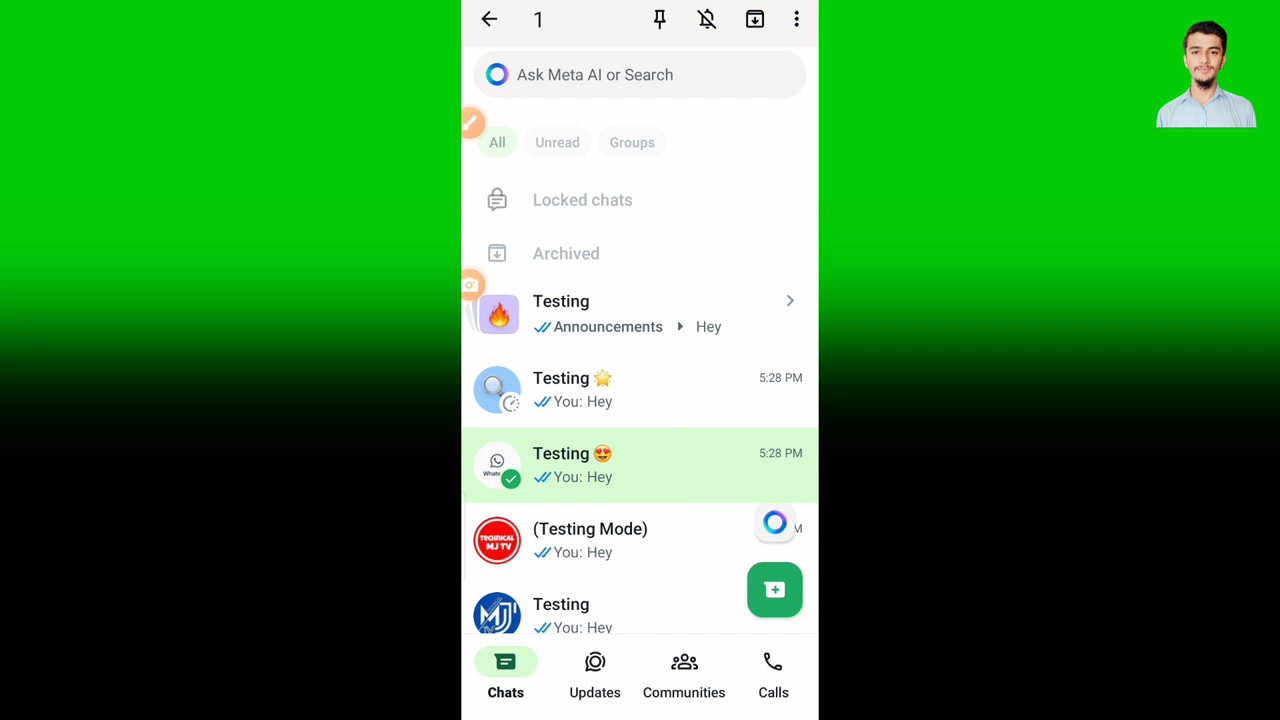 1
Ask Meta AI or Search
All
Unread
Groups
Locked chats
Archived
Testing
Announcements
Hey
Testing 🌟
5:28 PM
You: Hey
Testing 😍
5:28 PM
You: Hey
Whats
(Testing Mode)
M
You: Hey
TECHNICAL
MJ TV
Testing
You: Hey
MJ
Chats
Updates
Communities
Calls